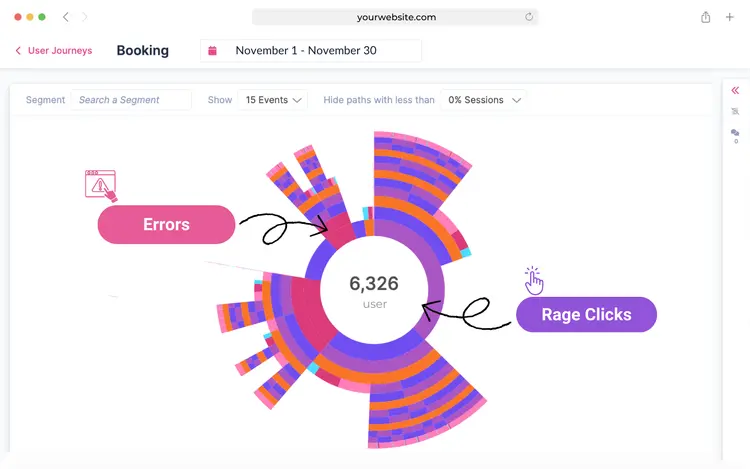 yourwebsite.com
User Journeys
Booking
November 1 - November 30
Segment
Search a Segment
Show
15 Events
Hide paths with less than
0% Sessions
0
Errors
6,326
user
Rage Clicks